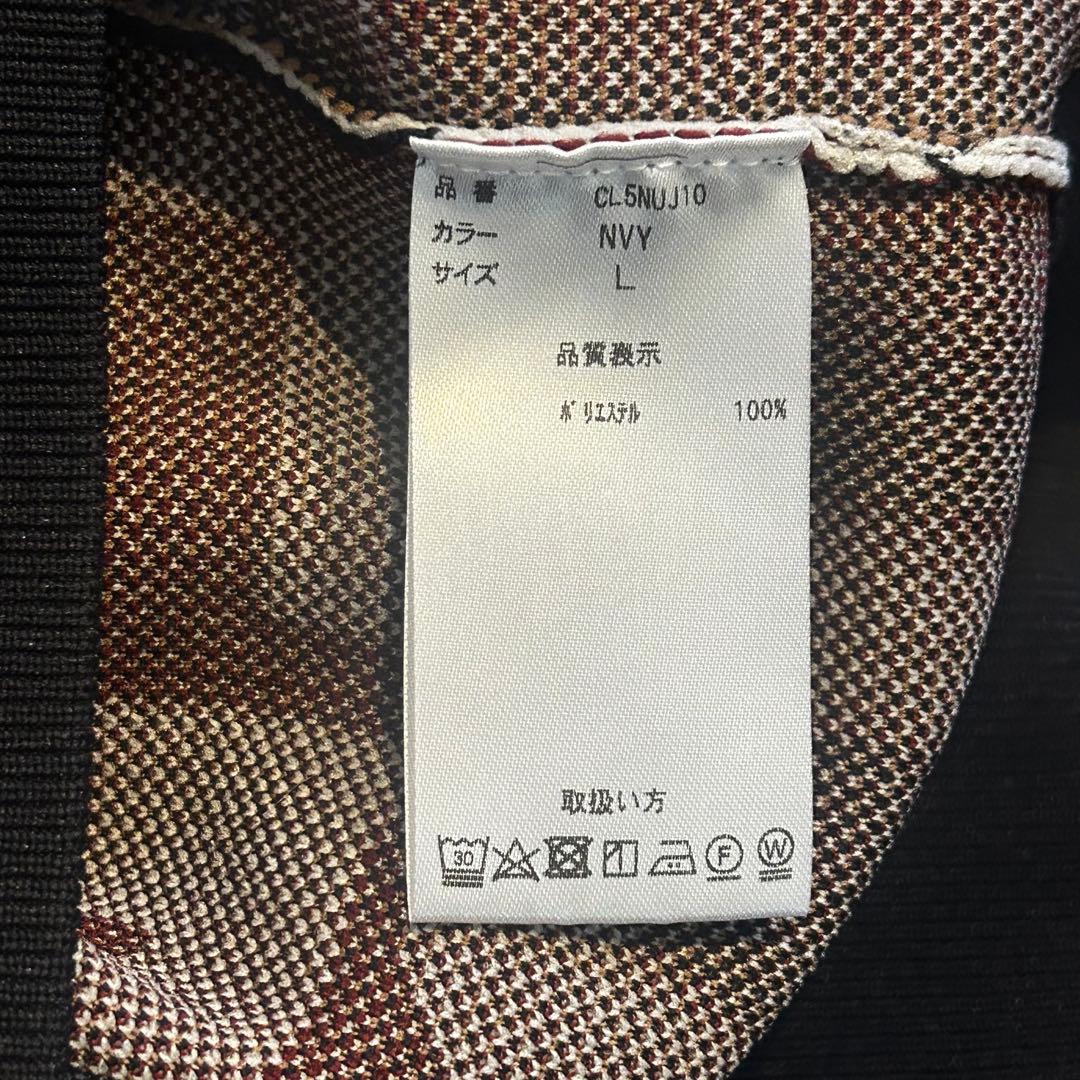 品番 CL5NUJ10
カラー NVY
サイズ L
品質表示
ポリエステル 100%
取扱い方
30 F W